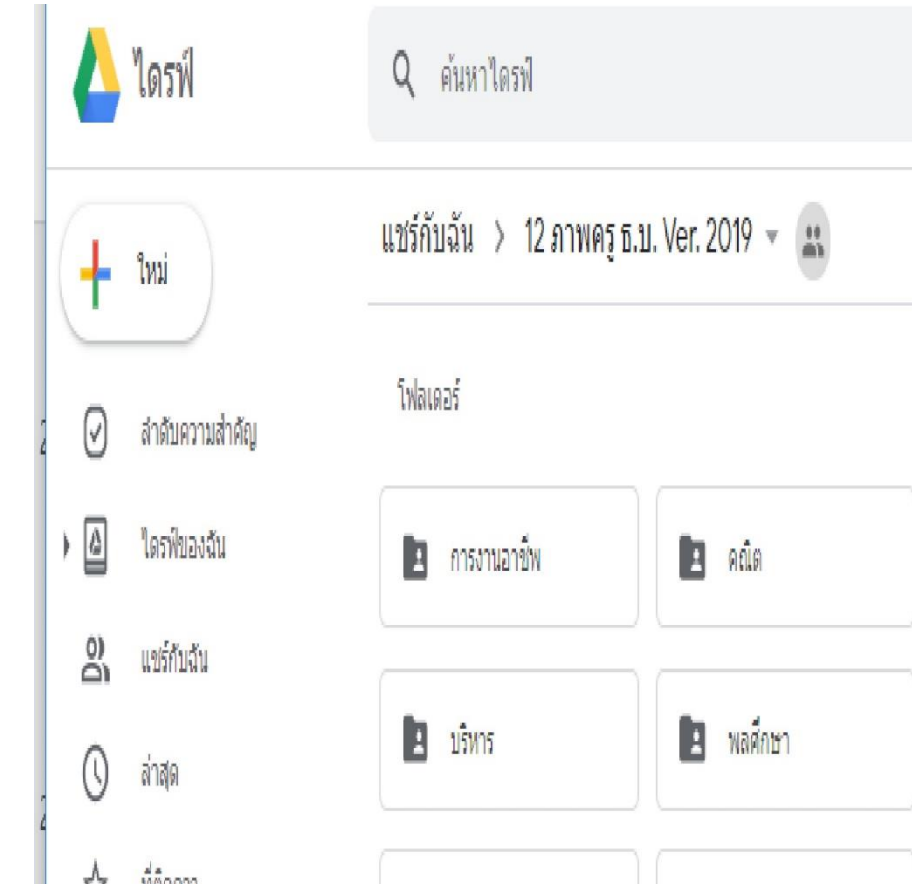 ไดรฟ์
ค้นหาไดรฟ์
แชร์กับฉัน > 12 ภาพครู ธ.บ. Ver. 2019
ใหม่
โฟลเดอร์
ลำดับความสำคัญ
ไดรฟ์ของฉัน
แชร์กับฉัน
ล่าสุด
การงานอาชีพ
คณิต
บริหาร
พลศึกษา